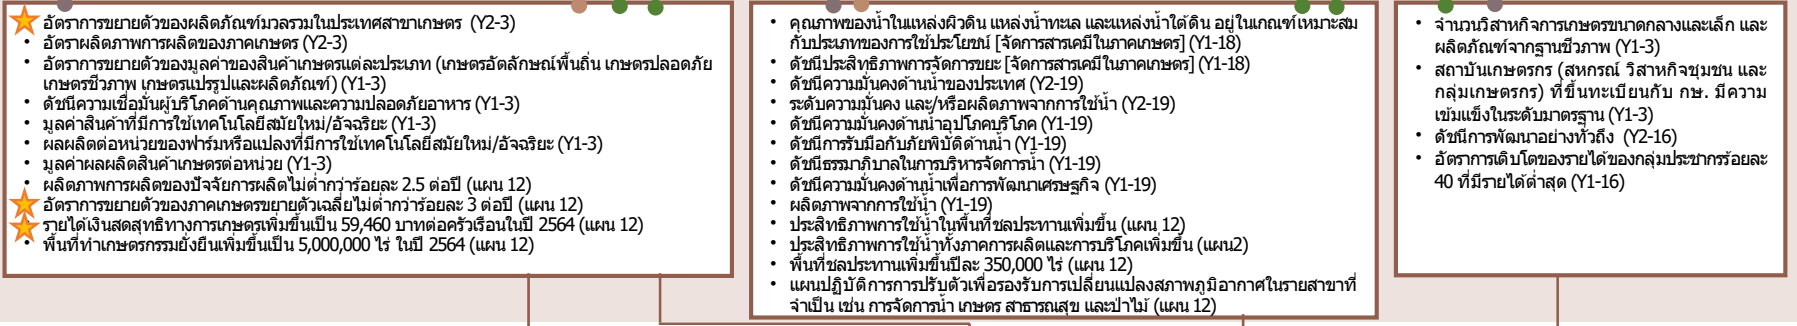 อัตราการขยายตัวของผลิตภัณฑ์มวลรวมในประเทศสาขาเกษตร (Y2-3)
• อัตราผลิตภาพการผลิตของภาคเกษตร (Y2-3)
• อัตราการขยายตัวของมูลค่าของสินค้าเกษตรแต่ละประเภท (เกษตรอัตลักษณ์พื้นถิ่น เกษตรปลอดภัย
เกษตรชีวภาพ เกษตรแปรรูปและผลิตภัณฑ์) (Y1-3)
• ดัชนีความเชื่อมั่นผู้บริโภคด้านคุณภาพและความปลอดภัยอาหาร (Y1-3)
• มูลค่าสินค้าที่มีการใช้เทคโนโลยีสมัยใหม่/อัจฉริยะ (Y1-3)
• ผลผลิตต่อหน่วยของฟาร์มหรือแปลงที่มีการใช้เทคโนโลยีสมัยใหม่/อัจฉริยะ (Y1-3)
• มูลค่าผลผลิตสินค้าเกษตรต่อหน่วย (Y1-3)
• ผลิตภาพการผลิตของปัจจัยการผลิตไม่ต่ำกว่าร้อยละ 2.5 ต่อปี (แผน 12)
อัตราการขยายตัวของภาคเกษตรขยายตัวเฉลี่ยไม่ต่ำกว่าร้อยละ 3 ต่อปี (แผน 12)
รายได้เงินสดสุทธิทางการเกษตรเพิ่มขึ้นเป็น 59,460 บาทต่อครัวเรือนในปี 2564 (แผน 12)
• พื้นที่ทำเกษตรกรรมยั่งยืนเพิ่มขึ้นเป็น 5,000,000 ไร่ ในปี 2564 (แผน 12)
• คุณภาพของน้ำในแหล่งผิวดิน แหล่งน้ำทะเล และแหล่งน้ำใต้ดิน อยู่ในเกณฑ์เหมาะสม
กับประเภทของการใช้ประโยชน์ [จัดการสารเคมีในภาคเกษตร] (Y1-18)
• ดัชนีประสิทธิภาพการจัดการขยะ [จัดการสารเคมีในภาคเกษตร] (Y1-18)
• ดัชนีความมั่นคงด้านน้ำของประเทศ (Y2-19)
• ระดับความมั่นคง และ/หรือผลิตภาพจากการใช้น้ำ (Y2-19)
• ดัชนีความมั่นคงด้านน้ำอุปโภคบริโภค (Y1-19)
• ดัชนีการรับมือกับภัยพิบัติด้านน้ำ (Y1-19)
• ดัชนีธรรมาภิบาลในการบริหารจัดการน้ำ (Y1-19)
• ดัชนีความมั่นคงด้านน้ำเพื่อการพัฒนาเศรษฐกิจ (Y1-19)
• ผลิตภาพจากการใช้น้ำ (Y1-19)
• ประสิทธิภาพการใช้น้ำในพื้นที่ชลประทานเพิ่มขึ้น (แผน 12)
• ประสิทธิภาพการใช้น้ำทั้งภาคการผลิตและการบริโภคเพิ่มขึ้น (แผน2)
• พื้นที่ชลประทานเพิ่มขึ้นปีละ 350,000 ไร่ (แผน 12)
• แผนปฏิบัติการการปรับตัวเพื่อรองรับการเปลี่ยนแปลงสภาพภูมิอากาศในรายสาขาที่
จำเป็น เช่น การจัดการน้ำ เกษตร สาธารณสุข และป่าไม้ (แผน 12)
• จำนวนวิสาหกิจการเกษตรขนาดกลางและเล็ก และ
ผลิตภัณฑ์จากฐานชีวภาพ (Y1-3)
• สถาบันเกษตรกร (สหกรณ์ วิสาหกิจชุมชน และ
กลุ่มเกษตรกร) ที่ขึ้นทะเบียนกับ กษ. มีความ
เข้มแข็งในระดับมาตรฐาน (Y1-3)
• ดัชนีการพัฒนาอย่างทั่วถึง (Y2-16)
• อัตราการเติบโตของรายได้ของกลุ่มประชากรร้อยละ
40 ที่มีรายได้ต่ำสุด (Y1-16)